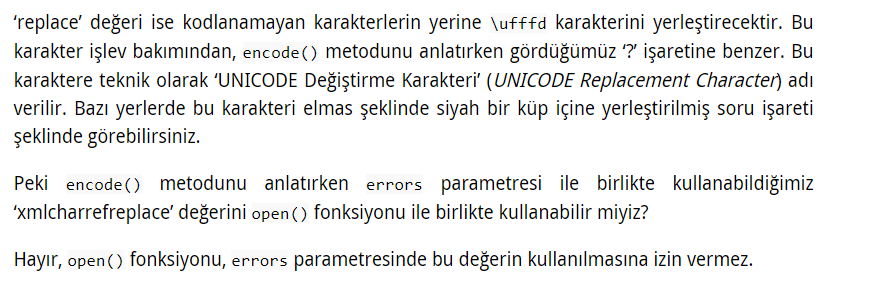 ‘replace’ değeri ise kodlanamayan karakterlerin yerine \ufffd karakterini yerleştirecektir. Bu
karakter işlev bakımından, encode() metodunu anlatırken gördüğümüz ‘?’ işaretine benzer. Bu
karaktere teknik olarak ‘UNICODE Değiştirme Karakteri’ (UNICODE Replacement Character) adı
verilir. Bazı yerlerde bu karakteri elmas şeklinde siyah bir küp içine yerleştirilmiş soru işareti
şeklinde görebilirsiniz.
Peki encode() metodunu anlatırken errors parametresi ile birlikte kullanabildiğimiz
‘xmlcharrefreplace’ değerini open() fonksiyonu ile birlikte kullanabilir miyiz?
Hayır, open() fonksiyonu, errors parametresinde bu değerin kullanılmasına izin vermez.